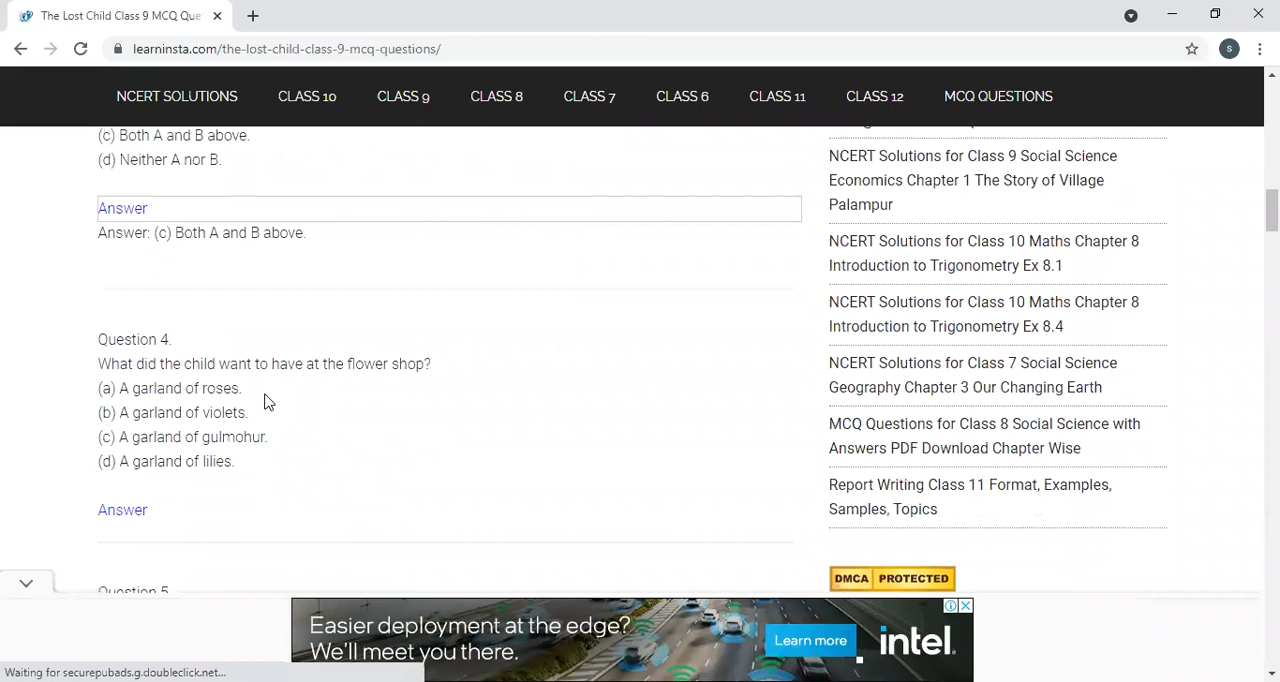 The Lost Child Class 9 MCQ Que
learninsta.com/the-lost-child-class-9-mcq-questions/
S
NCERT SOLUTIONS CLASS 10 CLASS 9 CLASS 8 CLASS 7 CLASS 6 CLASS 11 CLASS 12 MCQ QUESTIONS
(c) Both A and B above.
(d) Neither A nor B.
Answer
Answer: (c) Both A and B above.
Question 4.
What did the child want to have at the flower shop?
(a) A garland of roses.
(b) A garland of violets.
(c) A garland of gulmohur.
(d) A garland of lilies.
Answer
Question 5
NCERT Solutions for Class 9 Social Science
Economics Chapter 1 The Story of Village
Palampur
NCERT Solutions for Class 10 Maths Chapter 8
Introduction to Trigonometry Ex 8.1
NCERT Solutions for Class 10 Maths Chapter 8
Introduction to Trigonometry Ex 8.4
NCERT Solutions for Class 7 Social Science
Geography Chapter 3 Our Changing Earth
MCQ Questions for Class 8 Social Science with
Answers PDF Download Chapter Wise
Report Writing Class 11 Format, Examples,
Samples, Topics
DMCA PROTECTED
Easier deployment at the edge?
We'll meet you there.
Learn more
intel.
Waiting for securepubads.g.doubleclick.net...